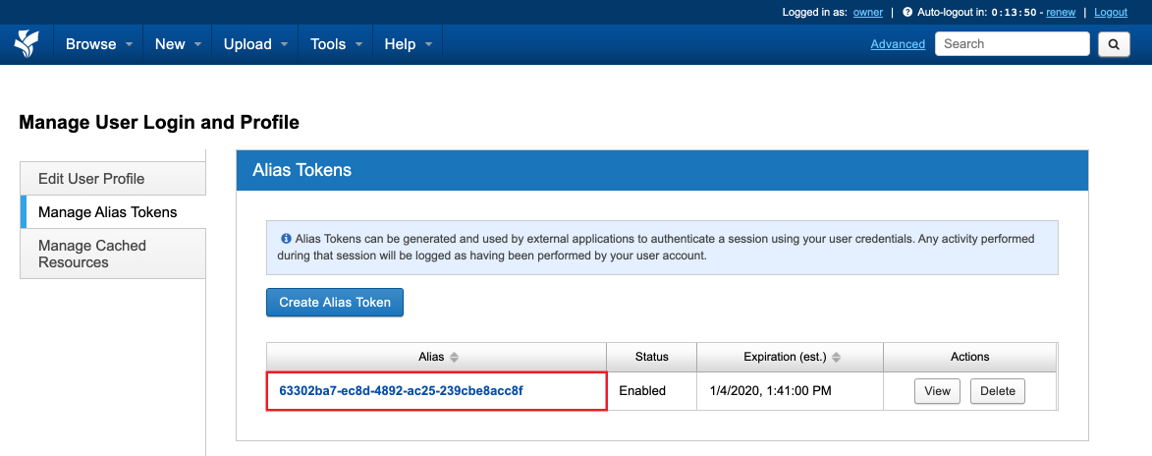 Logged in as: owner | Auto-logout in: 0:13:50 - renew | Logout
Browse New Upload Tools Help Advanced Search
Manage User Login and Profile
Edit User Profile
Manage Alias Tokens
Manage Cached
Resources
Alias Tokens
Alias Tokens can be generated and used by external applications to authenticate a session using your user credentials. Any activity performed
during that session will be logged as having been performed by your user account.
Create Alias Token
Alias Status Expiration (est.) Actions
63302ba7-ec8d-4892-ac25-239cbe8acc8f Enabled 1/4/2020, 1:41:00 PM View Delete